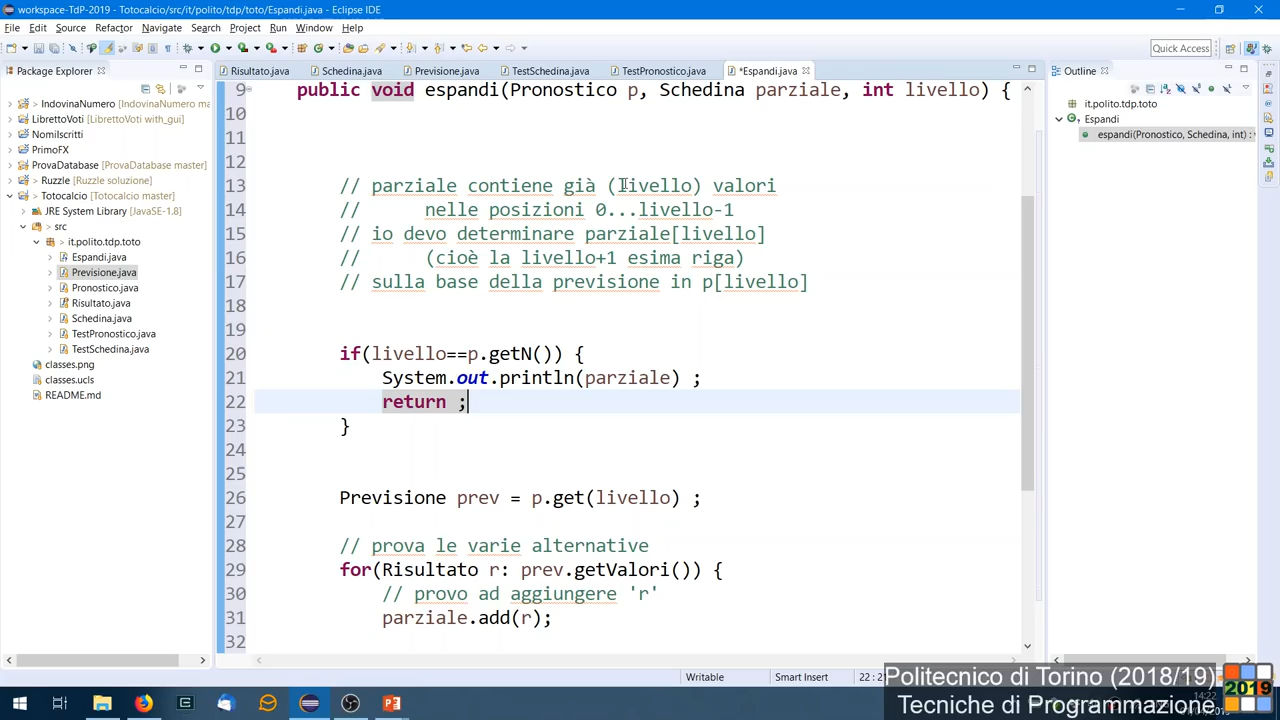 workspace-TdP-2019 - Totocalcio/src/it/polito/tdp/toto/Espandi.java - Eclipse IDE
File Edit Source Refactor Navigate Search Project Run Window Help
Quick Access
Package Explorer
Risultato.java
Schedina.java
Previsione.java
TestSchedina.java
TestPronostico.java
*Espandi.java
Outline
IndovinaNumero [IndovinaNumero ma
LibrettoVoti [LibrettoVoti with_gui]
NomiIscritti
PrimoFX
ProvaDatabase [ProvaDatabase master]
Ruzzle [Ruzzle soluzione]
Totocalcio [Totocalcio master]
JRE System Library [JavaSE-1.8]
src
it.polito.tdp.toto
Espandi.java
Previsione.java
Pronostico.java
Risultato.java
Schedina.java
TestPronostico.java
TestSchedina.java
classes.png
classes.ucls
README.md
9 public void espandi(Pronostico p, Schedina parziale, int livello) {
10
11
12
13 // parziale contiene già (livello) valori
14 // nelle posizioni 0...livello-1
15 // io devo determinare parziale[livello]
16 // (cioè la livello+1 esima riga)
17 // sulla base della previsione in p[livello]
18
19
20 if(livello==p.getN()) {
21 System.out.println(parziale) ;
22 return ;
23 }
24
25
26 Previsione prev = p.get(livello) ;
27
28 // prova le varie alternative
29 for(Risultato r: prev.getValori()) {
30 // provo ad aggiungere 'r'
31 parziale.add(r);
32
it.polito.tdp.toto
Espandi
espandi(Pronostico, Schedina, int) :
Writable
Smart Insert
Politecnico di Torino (2018/19)
Tecniche di Programmazione
2019
14:22